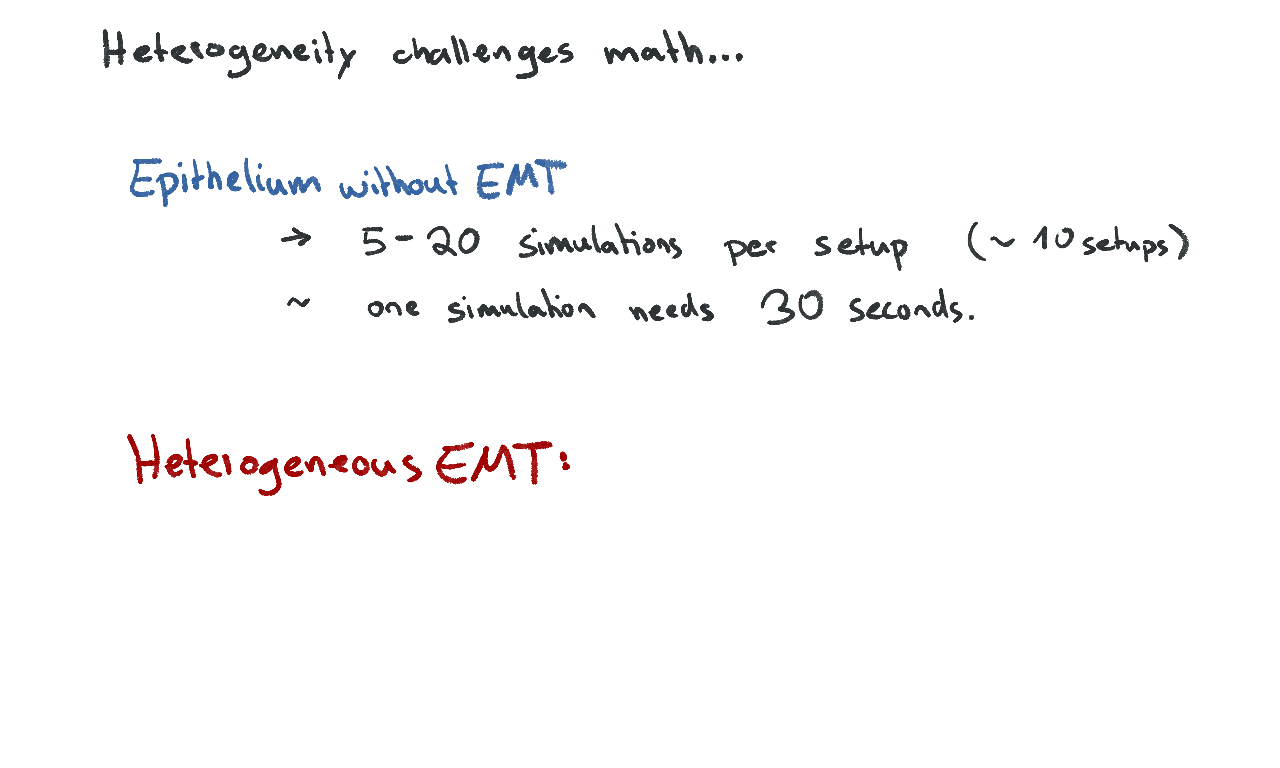 Heterogeneity challenges math...
Epithelium without EMT
→ 5-20 simulations per setup (~ 10 setups)
~ one simulation needs 30 seconds.
Heterogeneous EMT: